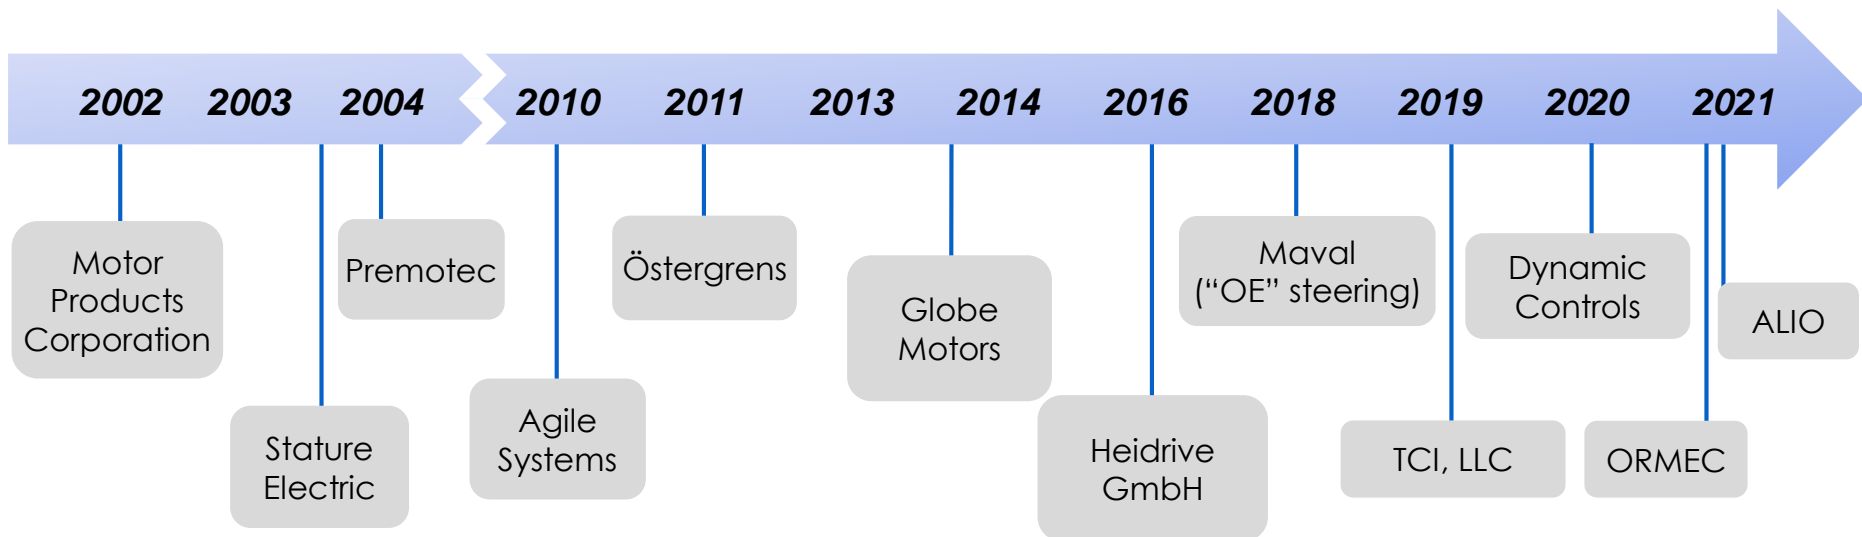 2002 2003 2004 2010 2011 2013 2014 2016 2018 2019 2020 2021
Motor
Products
Corporation
Stature
Electric
Premotec
Agile
Systems
Östergrens
Globe
Motors
Heidrive
GmbH
Maval
(“OE” steering)
TCI, LLC
Dynamic
Controls
ORMEC
ALIO